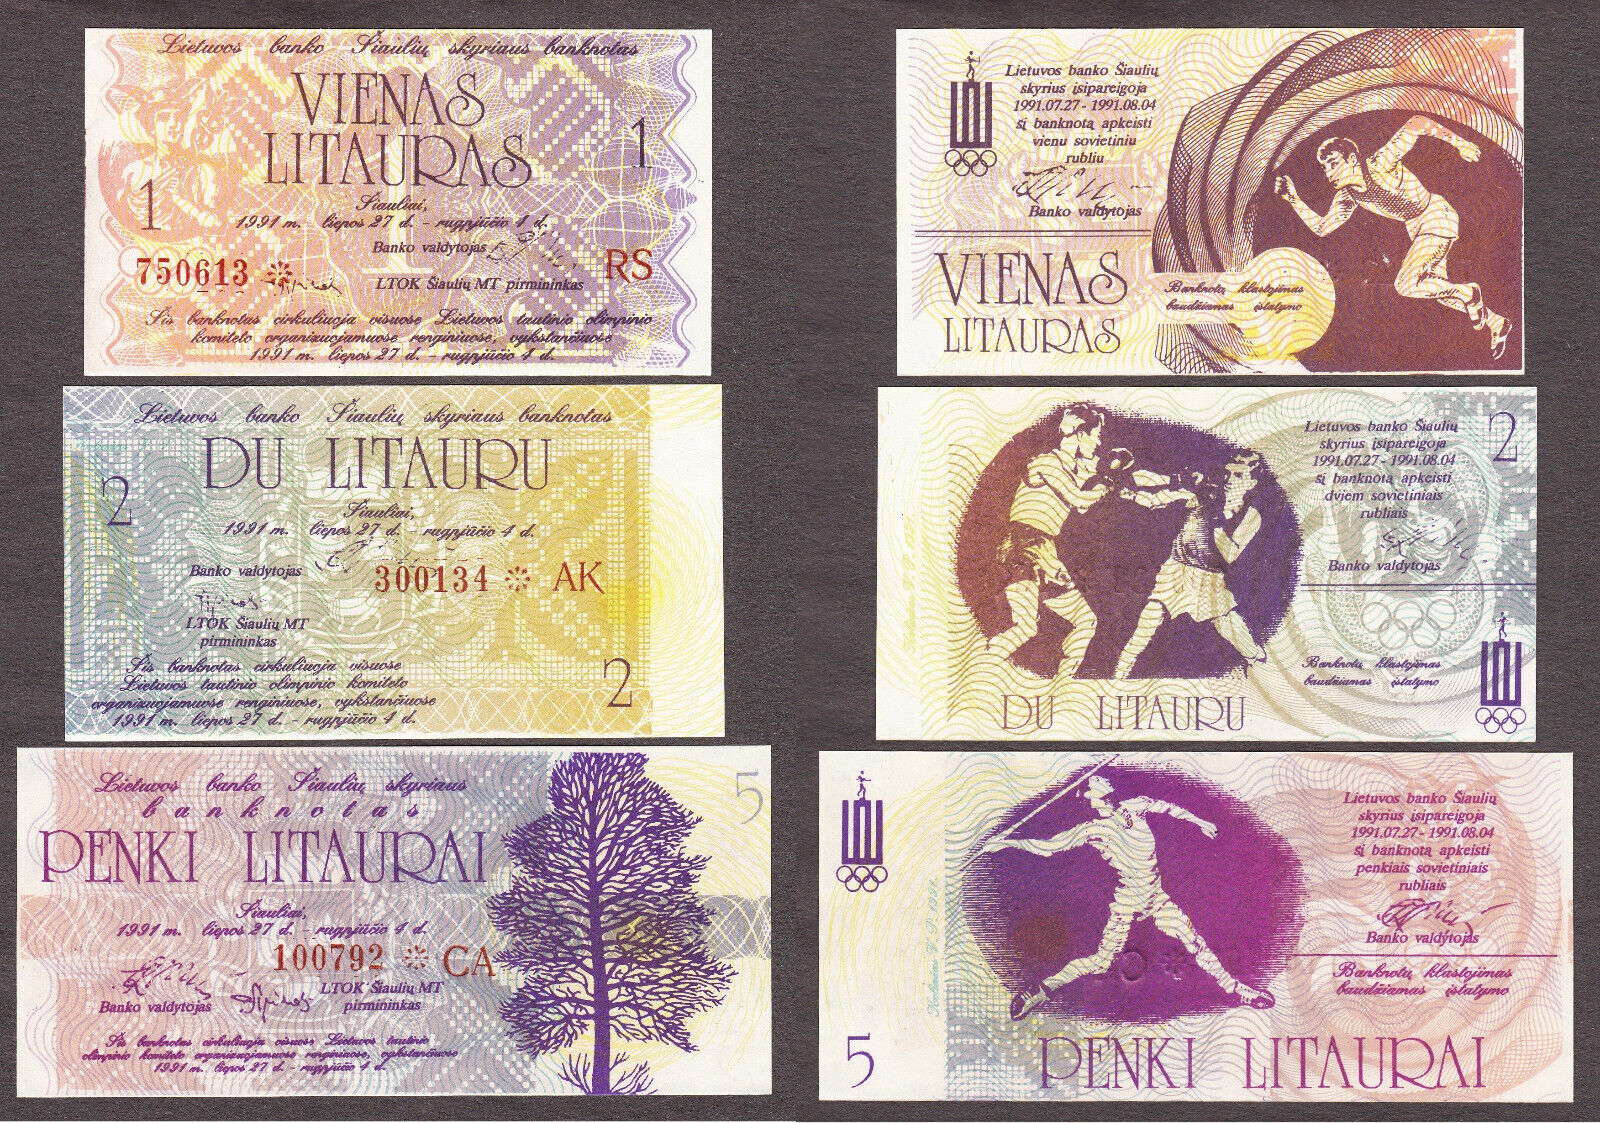 Lietuvos banko Šiaulių skyriaus banknotas
VIENAS
LITAURAS
1
1
Šiauliai,
1991 m. liepos 27 d. - rugpjūčio 4 d.
Banko valdytojas
750613
RS
LTOK Šiaulių MT pirmininkas
Šis banknotas cirkuliuoja visuose Lietuvos tautinio olimpinio
komiteto organizuojamuose renginiuose, vykstančiuose
1991 m. liepos 27 d. - rugpjūčio 4 d.
Lietuvos banko Šiaulių
skyrius įsipareigoja
1991.07.27 - 1991.08.04
šį banknotą apkeisti
vienu sovietiniu
rubliu
Banko valdytojas
VIENAS
LITAURAS
Banknotų klastojimas
baudžiamas įstatymo
Lietuvos banko Šiaulių skyriaus banknotas
DU LITAURU
2
Šiauliai,
1991 m. liepos 27 d. - rugpjūčio 4 d.
Banko valdytojas
300134
AK
LTOK Šiaulių MT
pirmininkas
Šis banknotas cirkuliuoja visuose
Lietuvos tautinio olimpinio komiteto
organizuojamuose renginiuose, vykstančiuose
1991 m. liepos 27 d. - rugpjūčio 4 d.
2
Lietuvos banko Šiaulių
skyrius įsipareigoja
1991.07.27 - 1991.08.04
šį banknotą apkeisti
dviem sovietiniais
rubliais
2
Banko valdytojas
Banknotų klastojimas
baudžiamas įstatymo
DU LITAURU
Lietuvos banko Šiaulių skyriaus
banknotas
5
PENKI LITAURAI
Šiauliai,
1991 m. liepos 27 d. - rugpjūčio 4 d.
100792
CA
Banko valdytojas
LTOK Šiaulių MT
pirmininkas
Šis banknotas cirkuliuoja visuose Lietuvos tautinio
olimpinio komiteto organizuojamuose renginiuose, vykstančiuose
1991 m. liepos 27 d. - rugpjūčio 4 d.
Lietuvos banko Šiaulių
skyrius įsipareigoja
1991.07.27 - 1991.08.04
šį banknotą apkeisti
penkiais sovietiniais
rubliais
Banko valdytojas
Banknotų klastojimas
baudžiamas įstatymo
5
PENKI LITAURAI